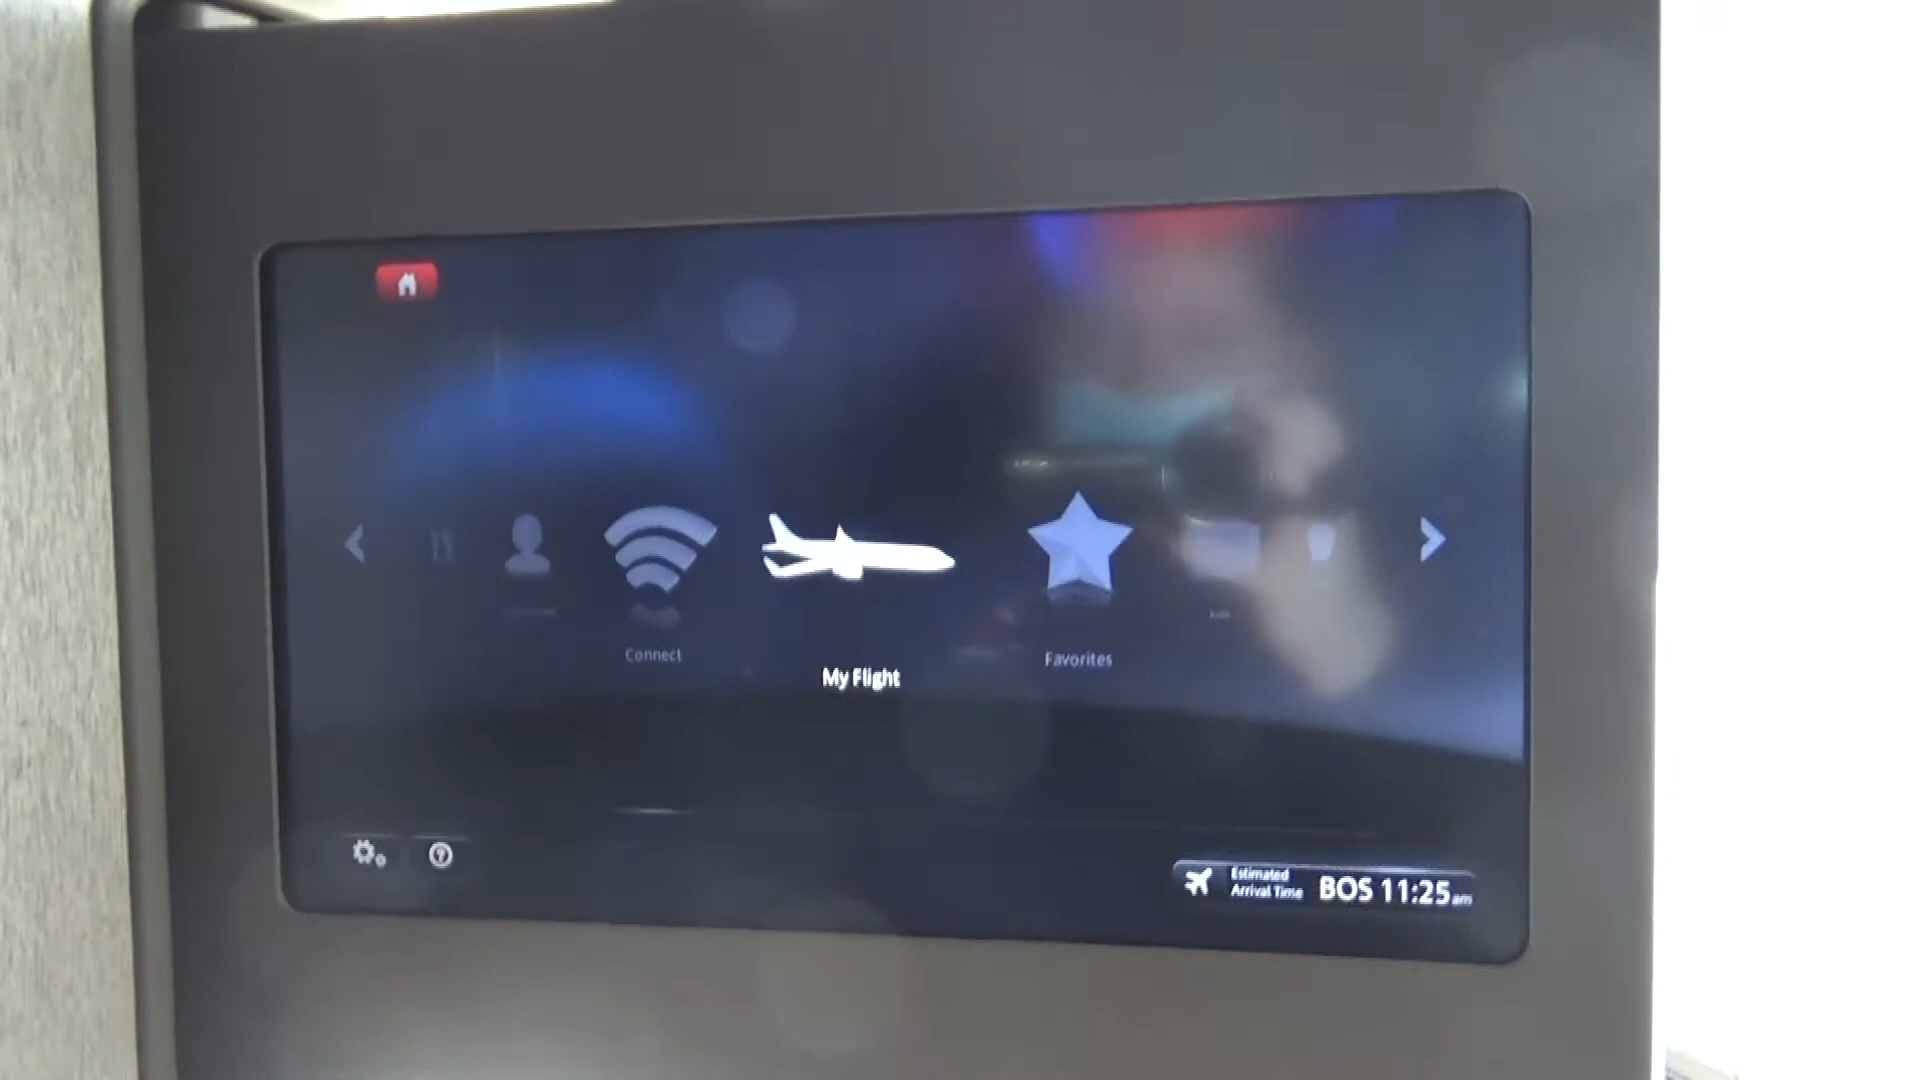 Connect
My Flight
Favorites
Estimated
Arrival Time
BOS 11:25am